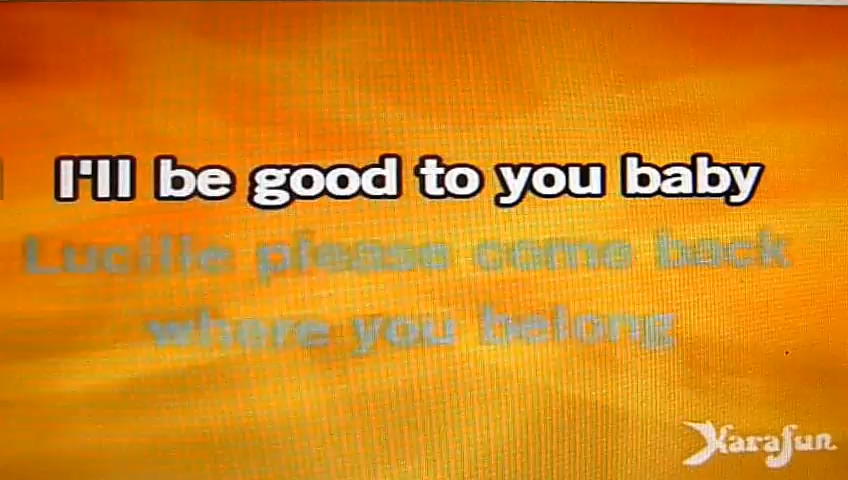 I'll be good to you baby
Lucille please come back
where you belong
Karafun